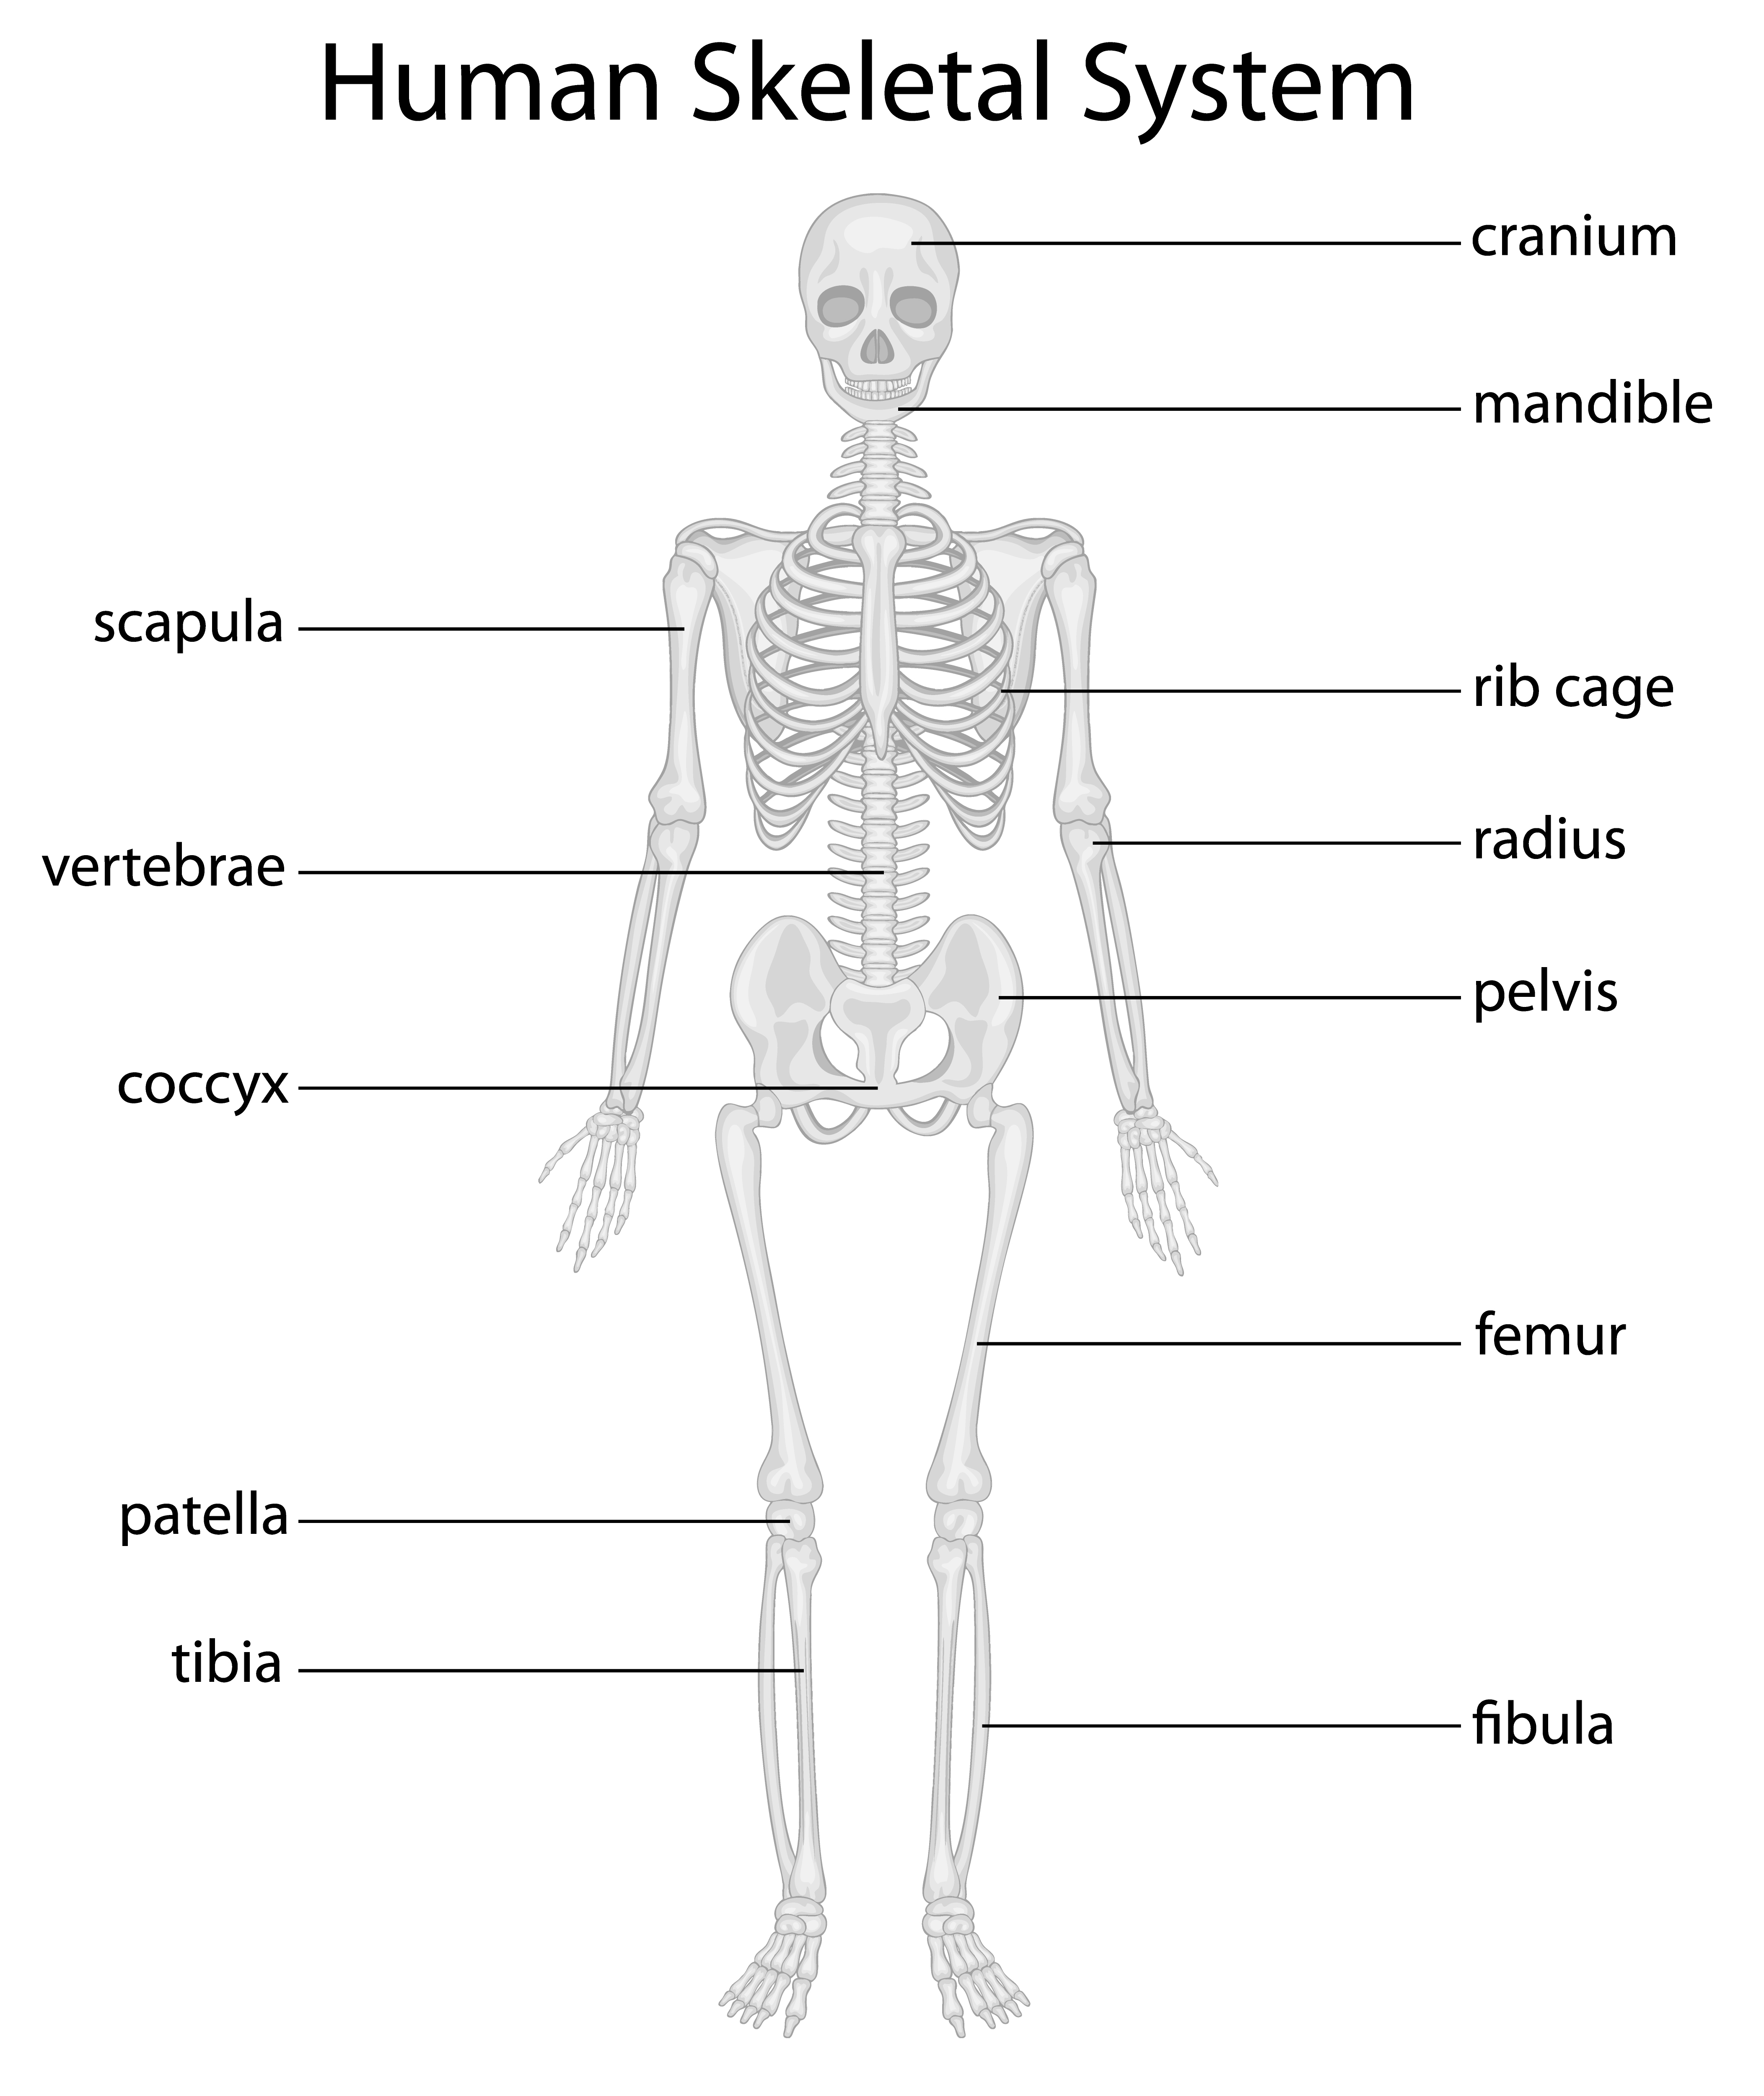 Human Skeletal System
cranium
mandible
scapula
rib cage
radius
vertebrae
pelvis
coccyx
femur
patella
tibia
fibula